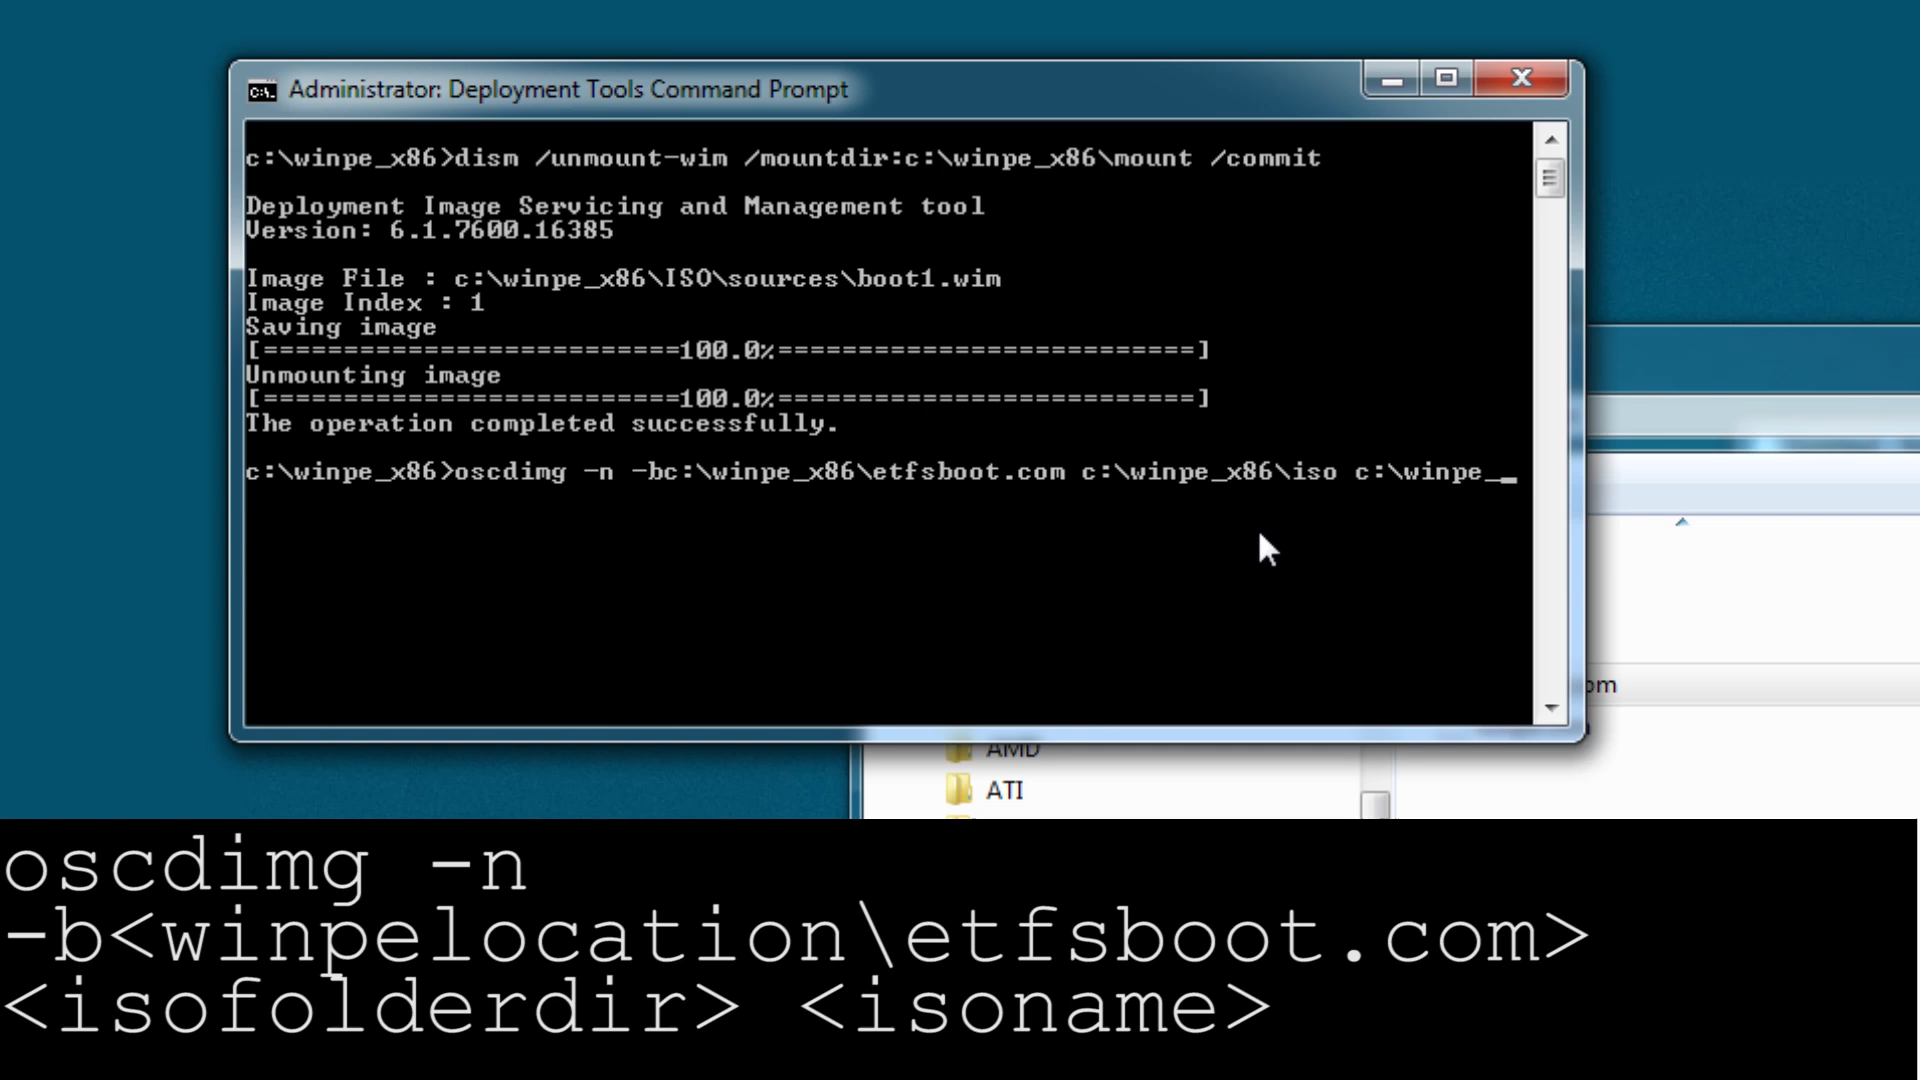 Administrator: Deployment Tools Command Prompt
c:\winpe_x86>dism /unmount-wim /mountdir:c:\winpe_x86\mount /commit
Deployment Image Servicing and Management tool
Version: 6.1.7600.16385
Image File : c:\winpe_x86\ISO\sources\boot1.wim
Image Index : 1
Saving image
[==========================100.0%==========================]
Unmounting image
[==========================100.0%==========================]
The operation completed successfully.
c:\winpe_x86>oscdimg -n -bc:\winpe_x86\etfsboot.com c:\winpe_x86\iso c:\winpe_
AMD
ATI
oscdimg -n
-b<winpelocation\etfsboot.com>
<isofolderdir> <isoname>